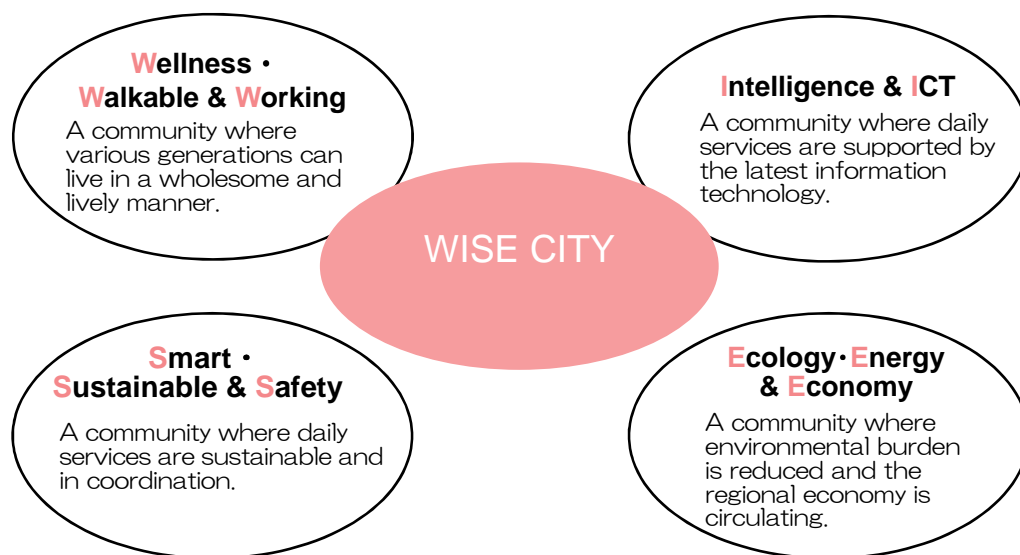 Wellness・
Walkable & Working
A community where
various generations can
live in a wholesome and
lively manner.
Intelligence & ICT
A community where daily
services are supported by
the latest information
technology.
WISE CITY
Smart・
Sustainable & Safety
A community where daily
services are sustainable and
in coordination.
Ecology・Energy
& Economy
A community where
environmental burden
is reduced and the
regional economy is
circulating.